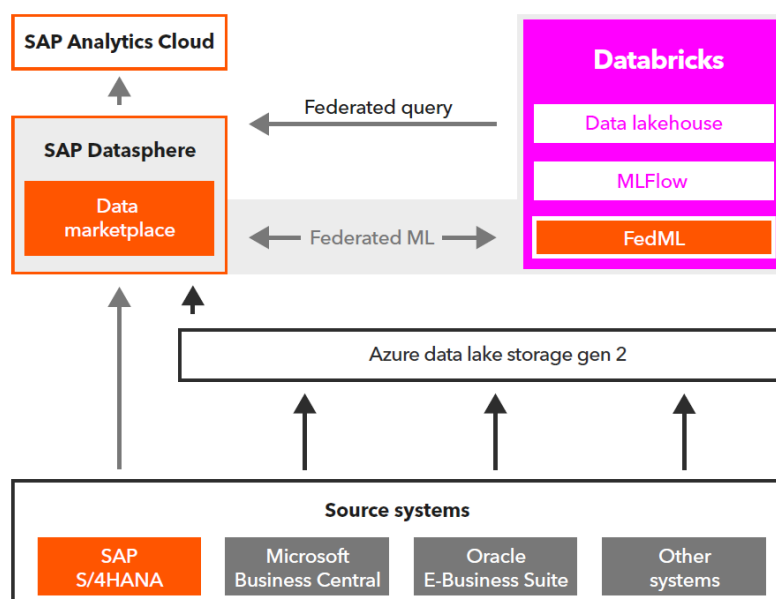 SAP Analytics Cloud
Databricks
Federated query
Data lakehouse
SAP Datasphere
MLFlow
Data
marketplace
Federated ML
FedML
Azure data lake storage gen 2
Source systems
SAP
S/4HANA
Microsoft
Business Central
Oracle
E-Business Suite
Other
systems